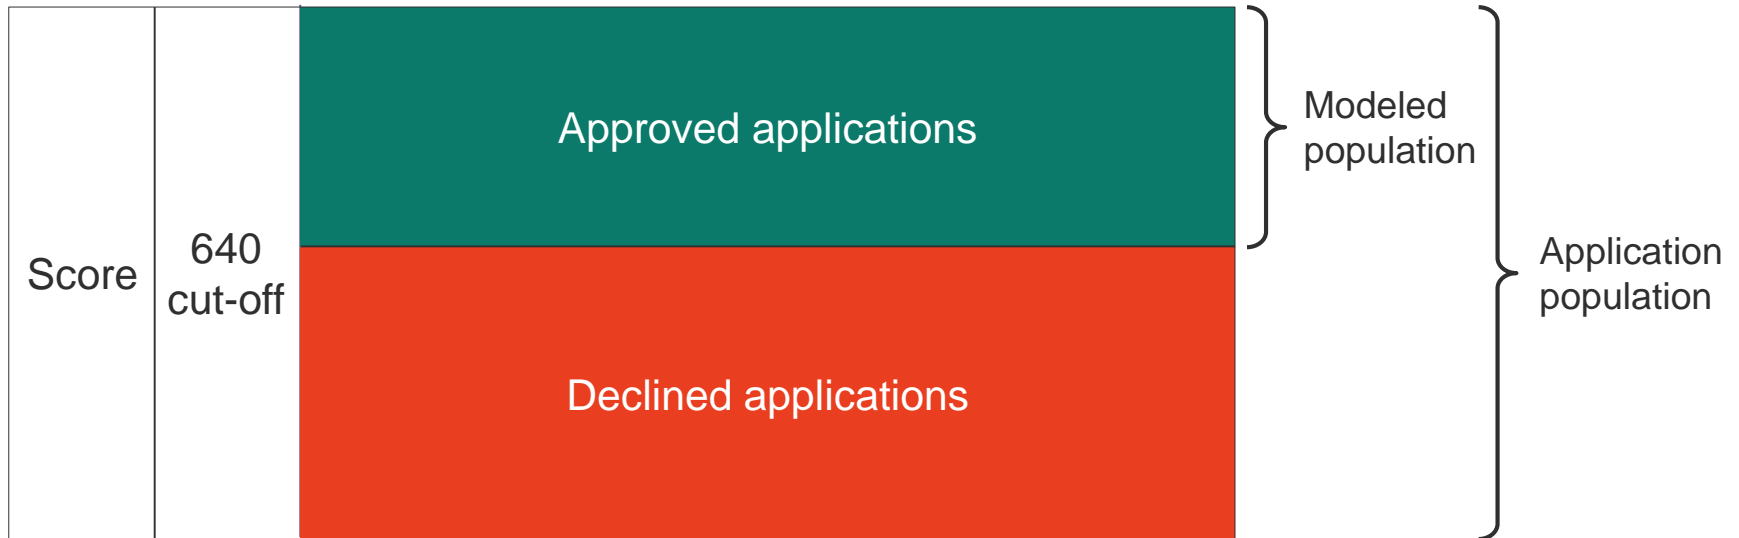 Score
640
cut-off
Approved applications
Declined applications
Modeled
population
Application
population